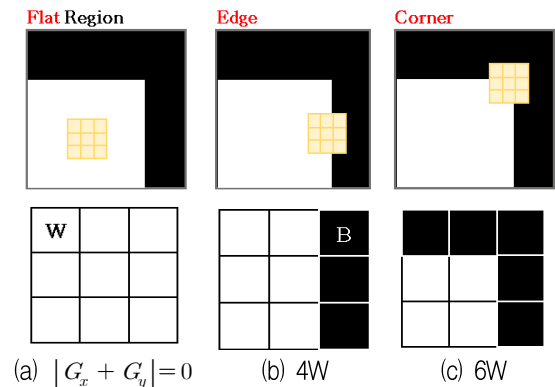 Flat Region
Edge
Corner
W
B
(a) |G_x + G_y|=0
(b) 4W
(c) 6W